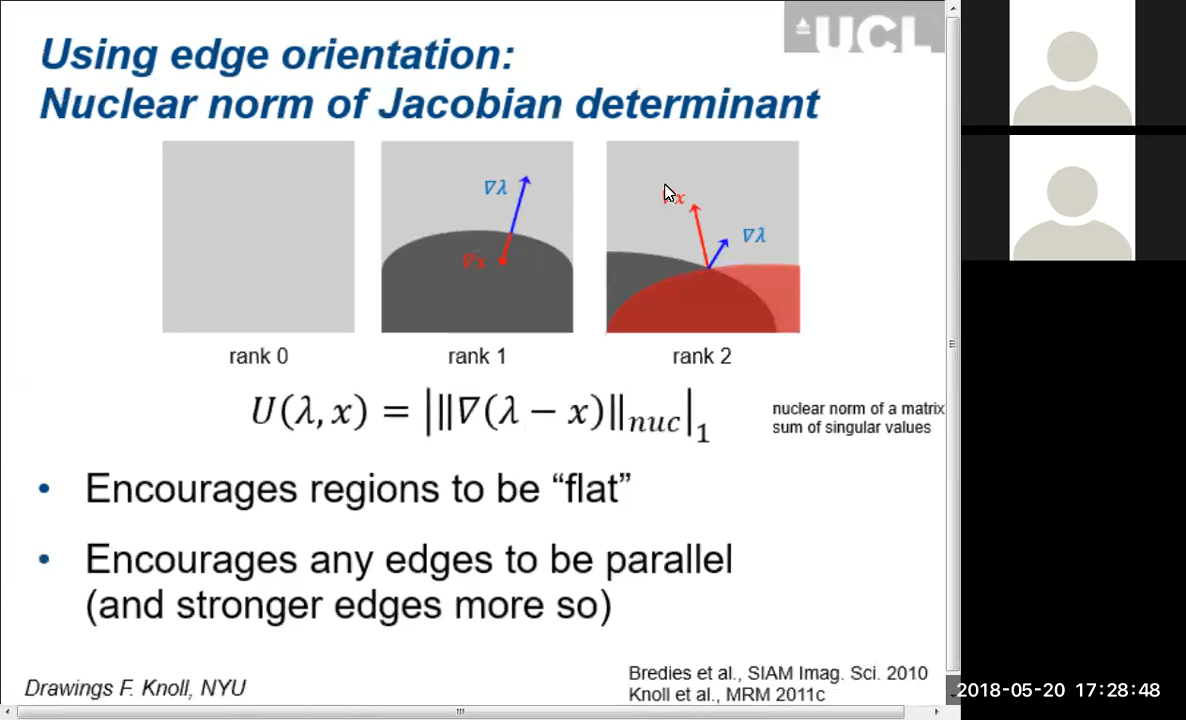 UCL
Using edge orientation:
Nuclear norm of Jacobian determinant
∇λ
∇x
∇x
∇λ
rank 0
rank 1
rank 2
U(λ, x) = |‖∇(λ − x)‖nuc|1
nuclear norm of a matrix
sum of singular values
• Encourages regions to be “flat”
• Encourages any edges to be parallel
(and stronger edges more so)
Drawings F. Knoll, NYU
Bredies et al., SIAM Imag. Sci. 2010
Knoll et al., MRM 2011c
2018-05-20 17:28:48